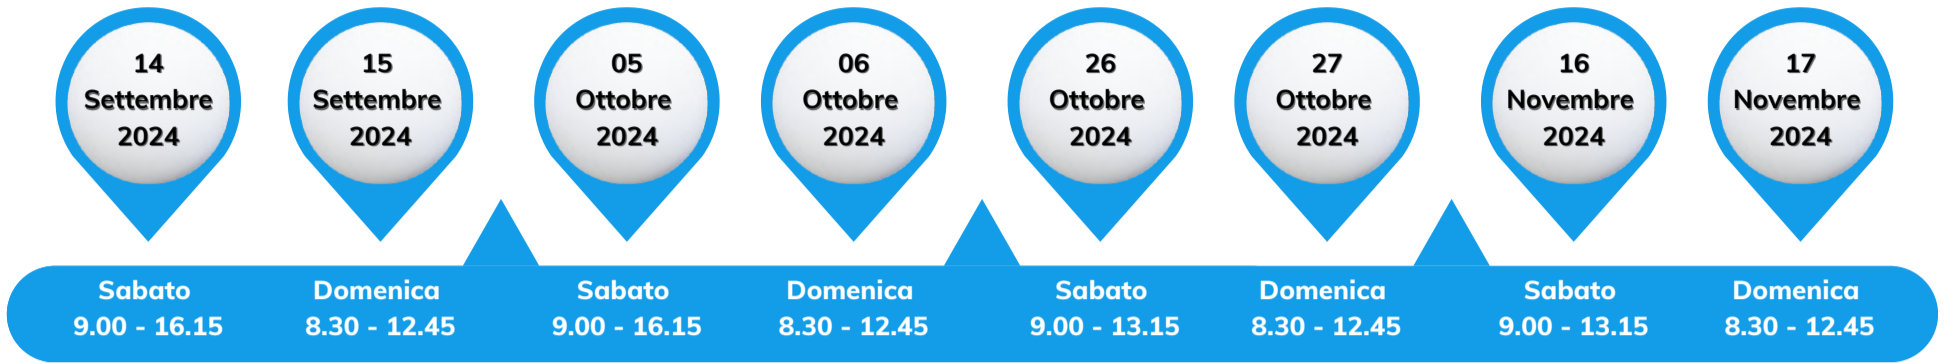 14
Settembre
2024
15
Settembre
2024
05
Ottobre
2024
06
Ottobre
2024
26
Ottobre
2024
27
Ottobre
2024
16
Novembre
2024
17
Novembre
2024
Sabato
9.00 - 16.15
Domenica
8.30 - 12.45
Sabato
9.00 - 16.15
Domenica
8.30 - 12.45
Sabato
9.00 - 13.15
Domenica
8.30 - 12.45
Sabato
9.00 - 13.15
Domenica
8.30 - 12.45